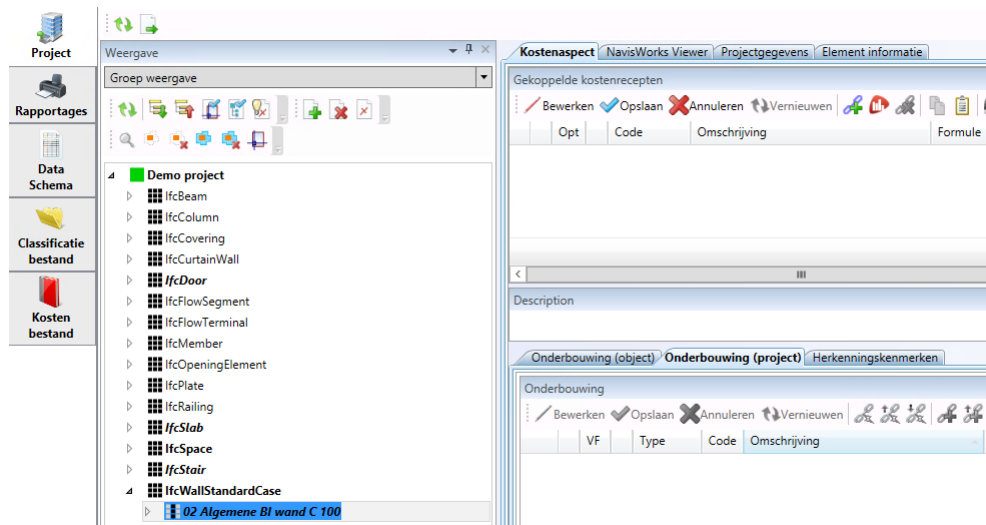 Project
Rapportages
Data
Schema
Classificatie
bestand
Kosten
bestand
Weergave
Groep weergave
Demo project
IfcBeam
IfcColumn
IfcCovering
IfcCurtainWall
IfcDoor
IfcFlowSegment
IfcFlowTerminal
IfcMember
IfcOpeningElement
IfcPlate
IfcRailing
IfcSlab
IfcSpace
IfcStair
IfcWallStandardCase
02 Algemene BI wand C 100
Kostenaspect NavisWorks Viewer Projectgegevens Element informatie
Gekoppelde kostenrecepten
Bewerken Opslaan Annuleren Vernieuwen
Opt Code Omschrijving Formule
Description
Onderbouwing (object) Onderbouwing (project) Herkenningskenmerken
Onderbouwing
Bewerken Opslaan Annuleren Vernieuwen
VF Type Code Omschrijving